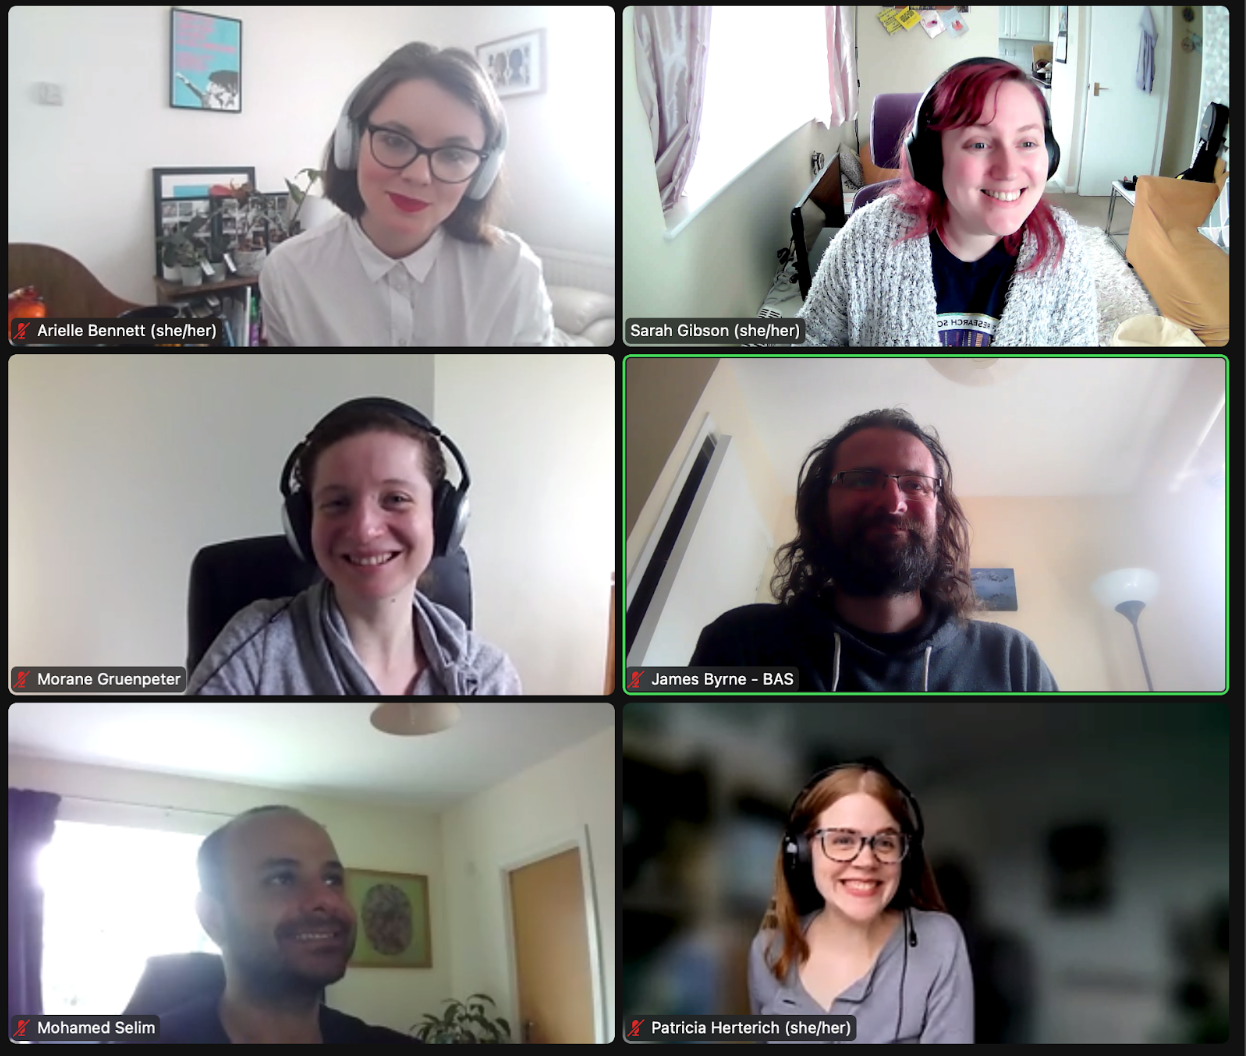 Arielle Bennett (she/her)
Sarah Gibson (she/her)
Morane Gruenpeter
James Byrne - BAS
Mohamed Selim
Patricia Herterich (she/her)